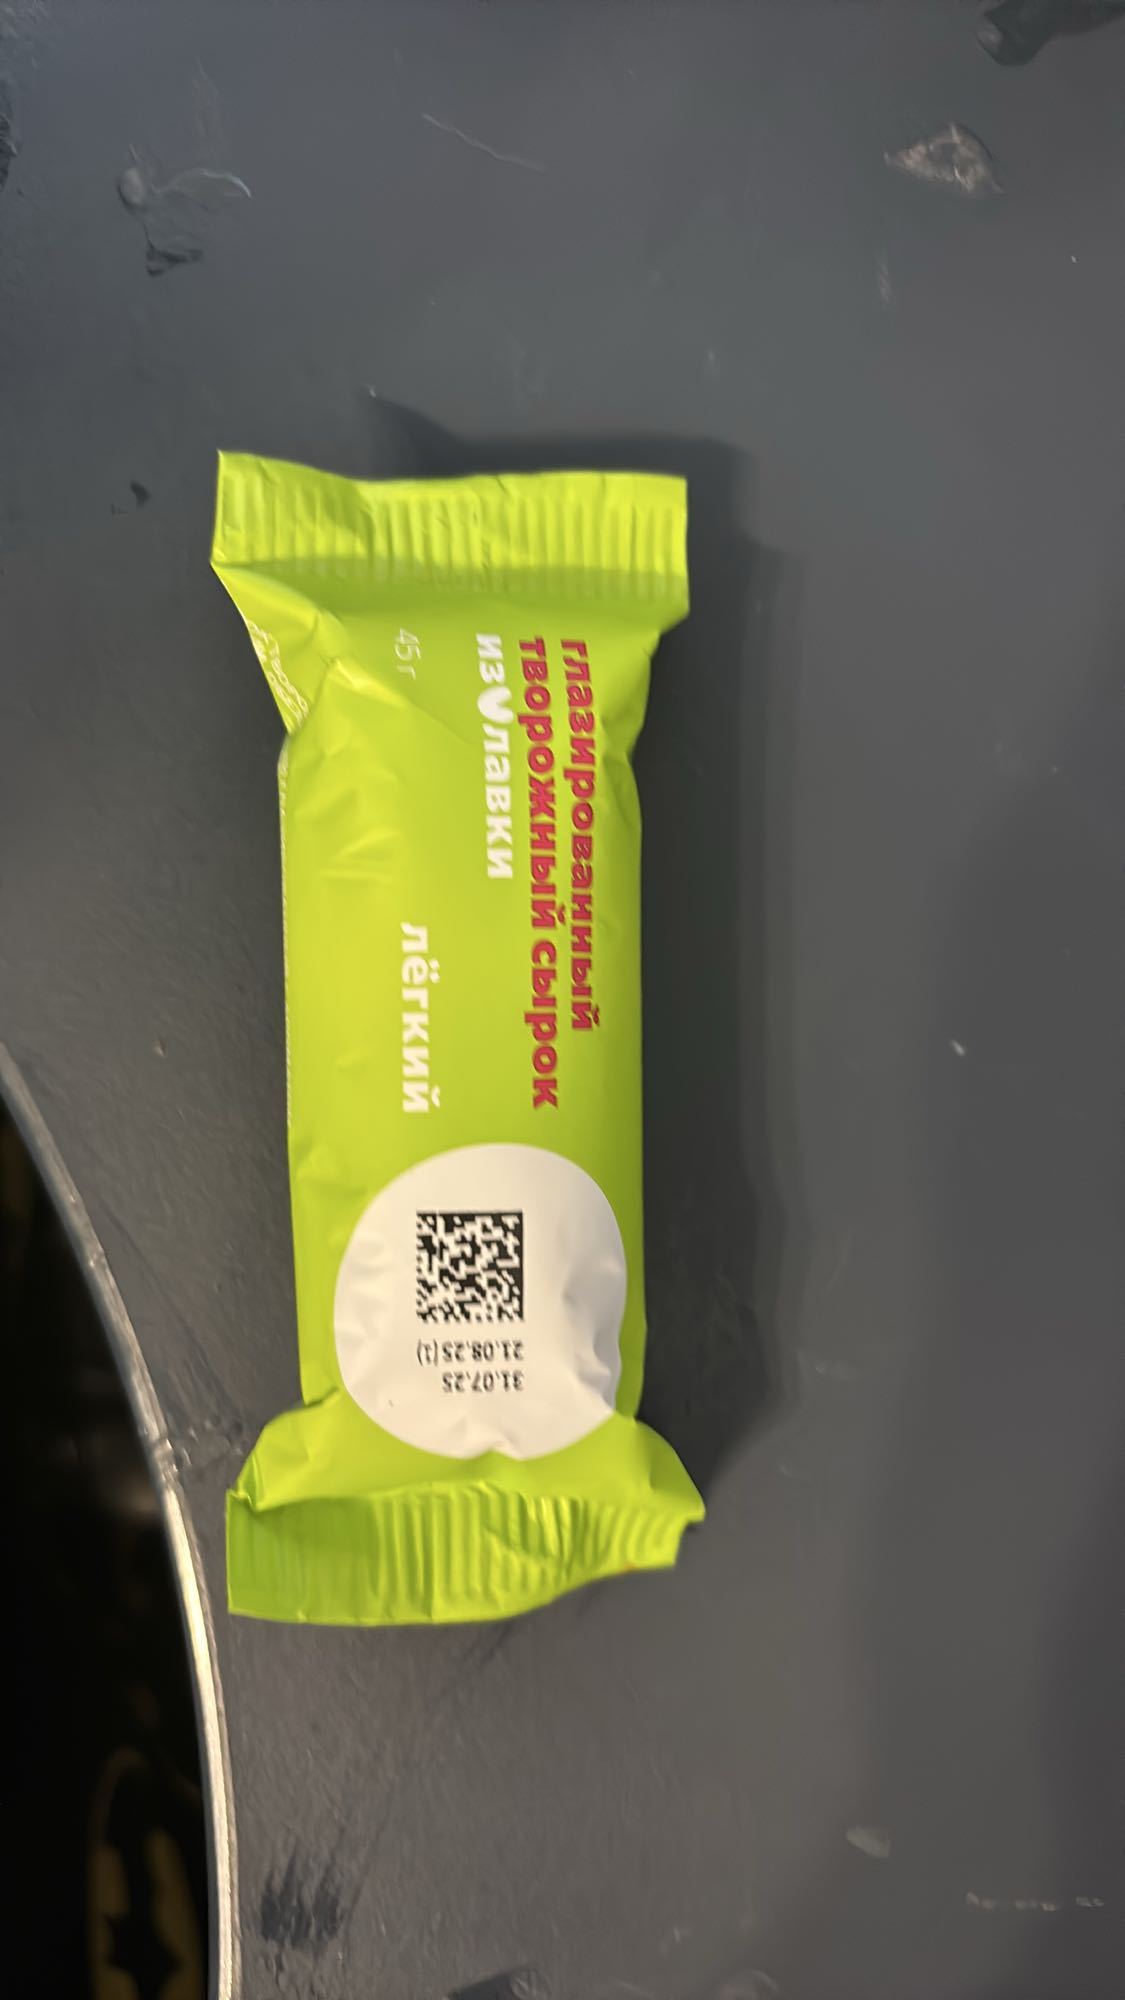 глазированный
творожный сырок
из лавки
45 г
лёгкий
31.07.25
21.08.25 (1)